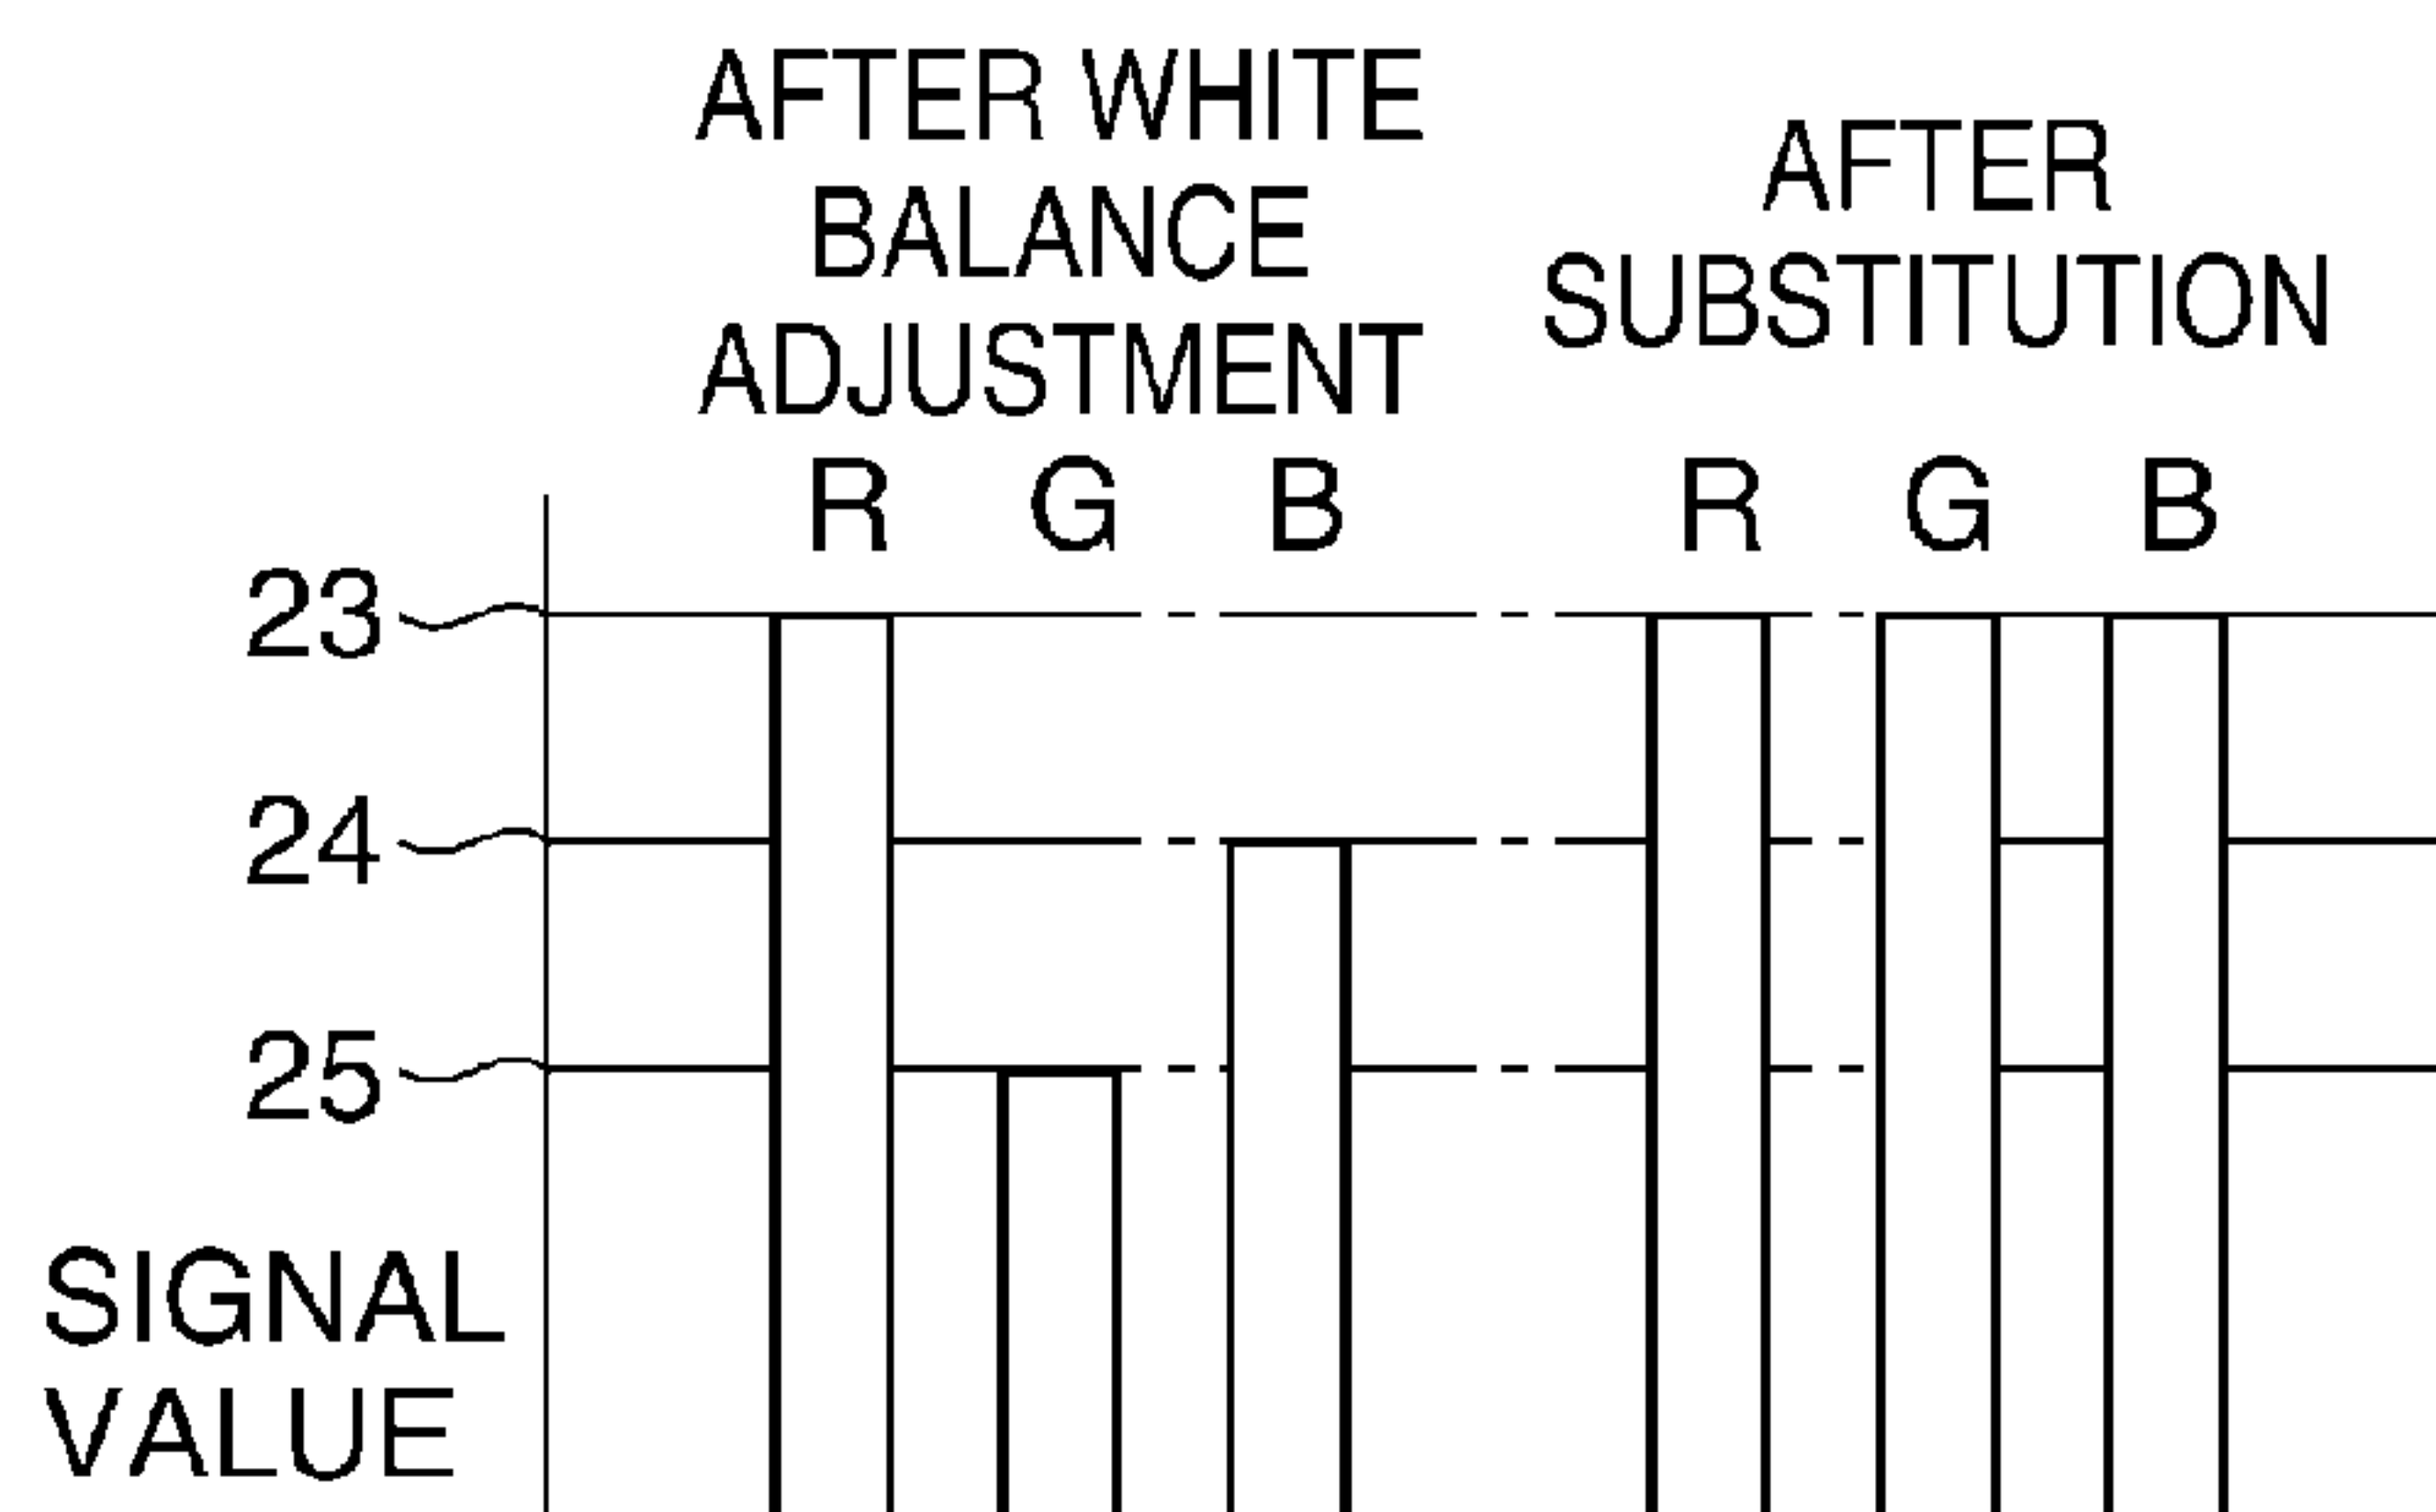 AFTER WHITE
BALANCE
ADJUSTMENT
AFTER
SUBSTITUTION
R G B R G B
23
24
25
SIGNAL
VALUE